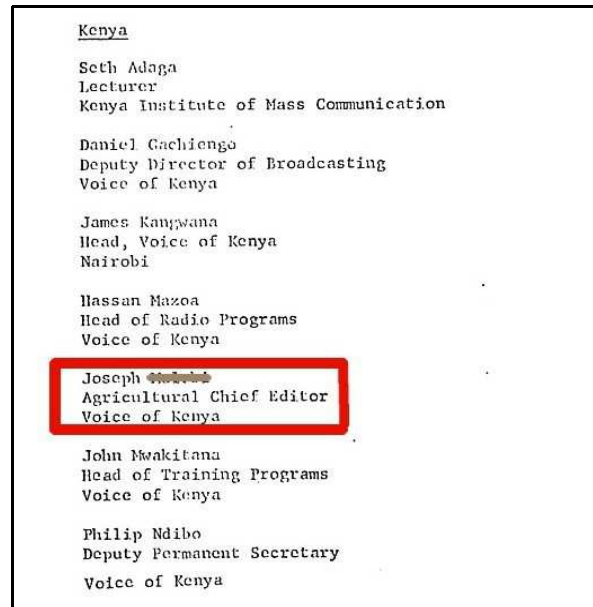 Kenya
Seth Adaga
Lecturer
Kenya Institute of Mass Communication
Daniel Gachiengo
Deputy Director of Broadcasting
Voice of Kenya
James Kangwana
Head, Voice of Kenya
Nairobi
Hassan Mazoa
Head of Radio Programs
Voice of Kenya
Joseph
Agricultural Chief Editor
Voice of Kenya
John Mwakitana
Head of Training Programs
Voice of Kenya
Philip Ndibo
Deputy Permanent Secretary
Voice of Kenya